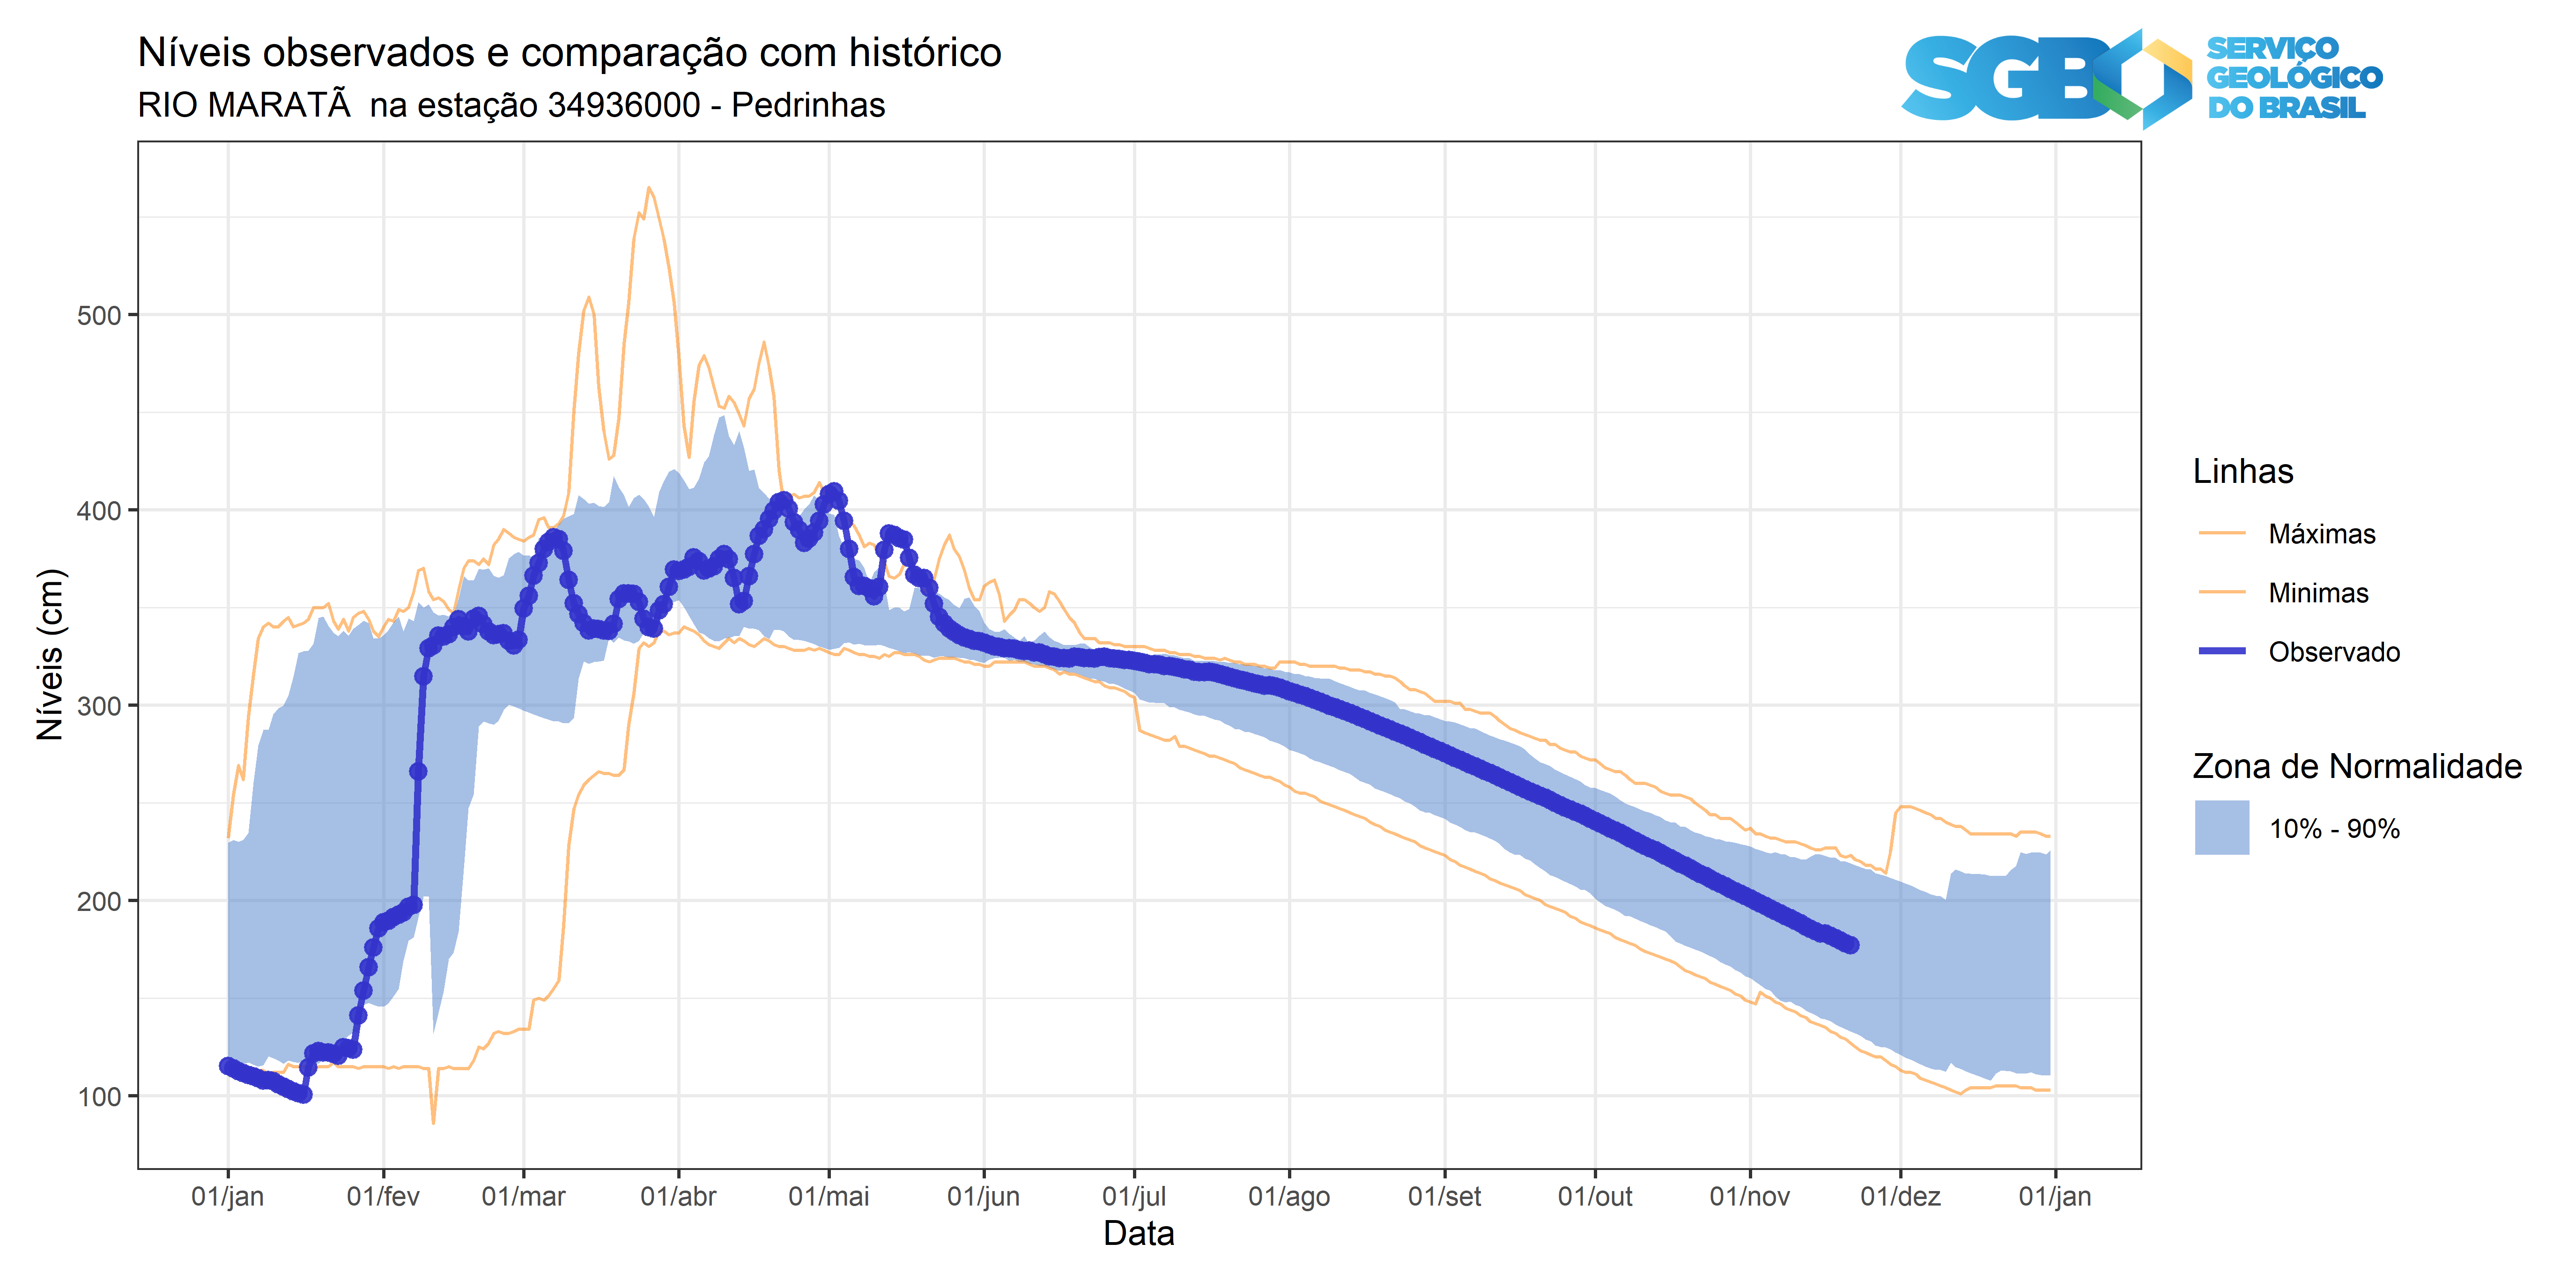 Níveis observados e comparação com histórico
RIO MARATÃ  na estação 34936000 - Pedrinhas
SGB
SERVIÇO
GEOLÓGICO
DO BRASIL
Níveis (cm)
500
400
300
200
100
01/jan 01/fev 01/mar 01/abr 01/mai 01/jun 01/jul 01/ago 01/set 01/out 01/nov 01/dez 01/jan
Data
Linhas
Máximas
Minimas
Observado
Zona de Normalidade
10% - 90%